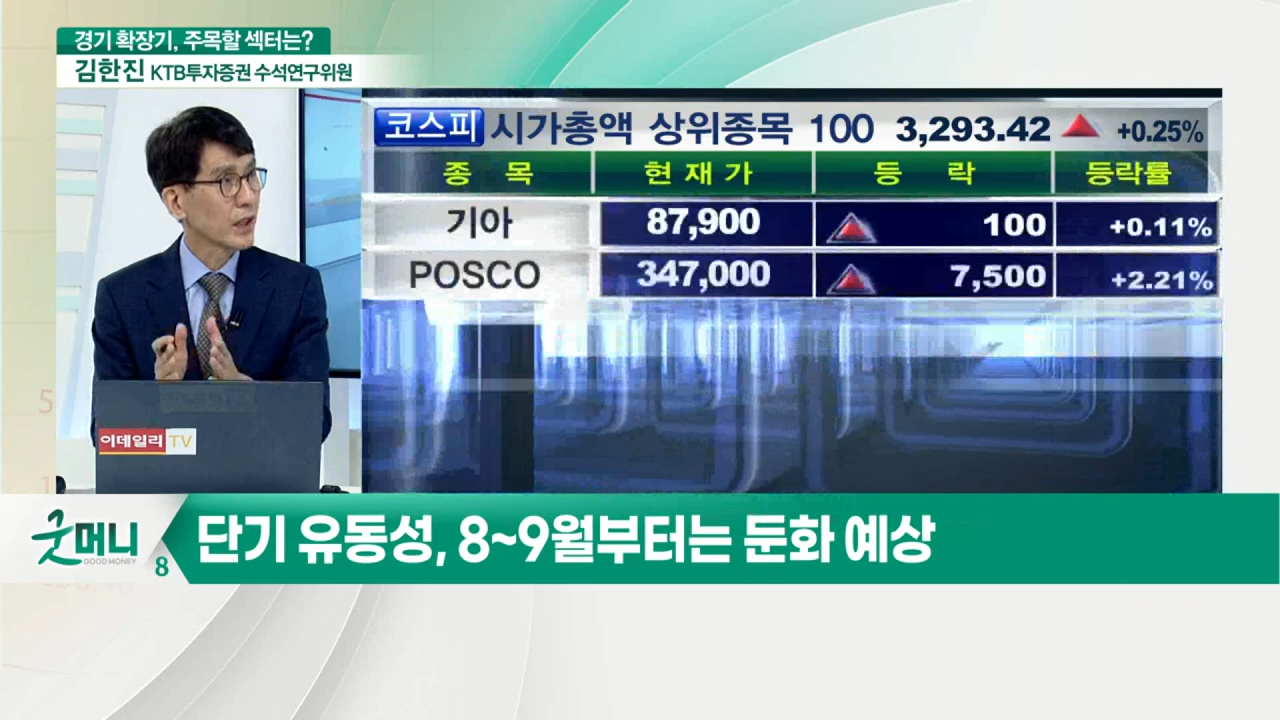 경기 확장기, 주목할 섹터는?
김한진 KTB투자증권 수석연구위원
코스피 시가총액 상위종목 100 3,293.42 +0.25%
종 목 현 재 가 등 락 등락률
기아 87,900 100 +0.11%
POSCO 347,000 7,500 +2.21%
이데일리 TV
5
1
굿머니
GOOD MONEY
8
단기 유동성, 8~9월부터는 둔화 예상